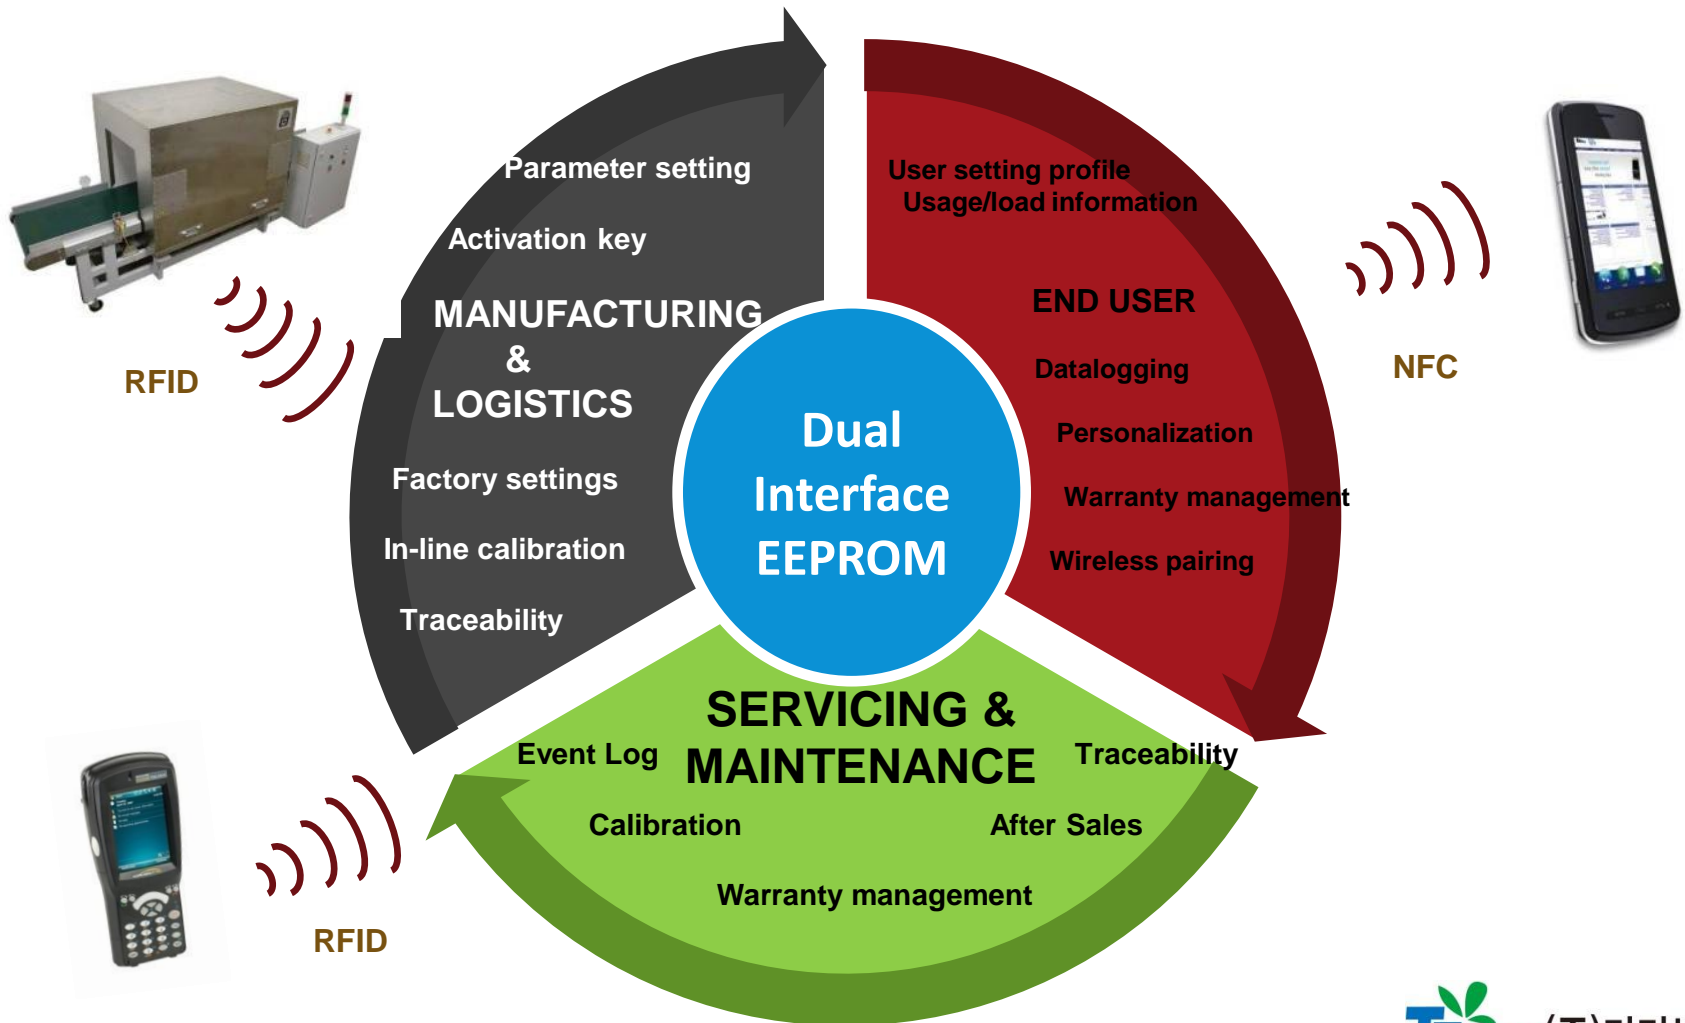 Parameter setting
Activation key
MANUFACTURING
&
LOGISTICS
Factory settings
In-line calibration
Traceability
RFID
User setting profile
Usage/load information
END USER
Datalogging
Personalization
Warranty management
Wireless pairing
NFC
Dual
Interface
EEPROM
SERVICING &
MAINTENANCE
Event Log
Traceability
Calibration
After Sales
Warranty management
RFID